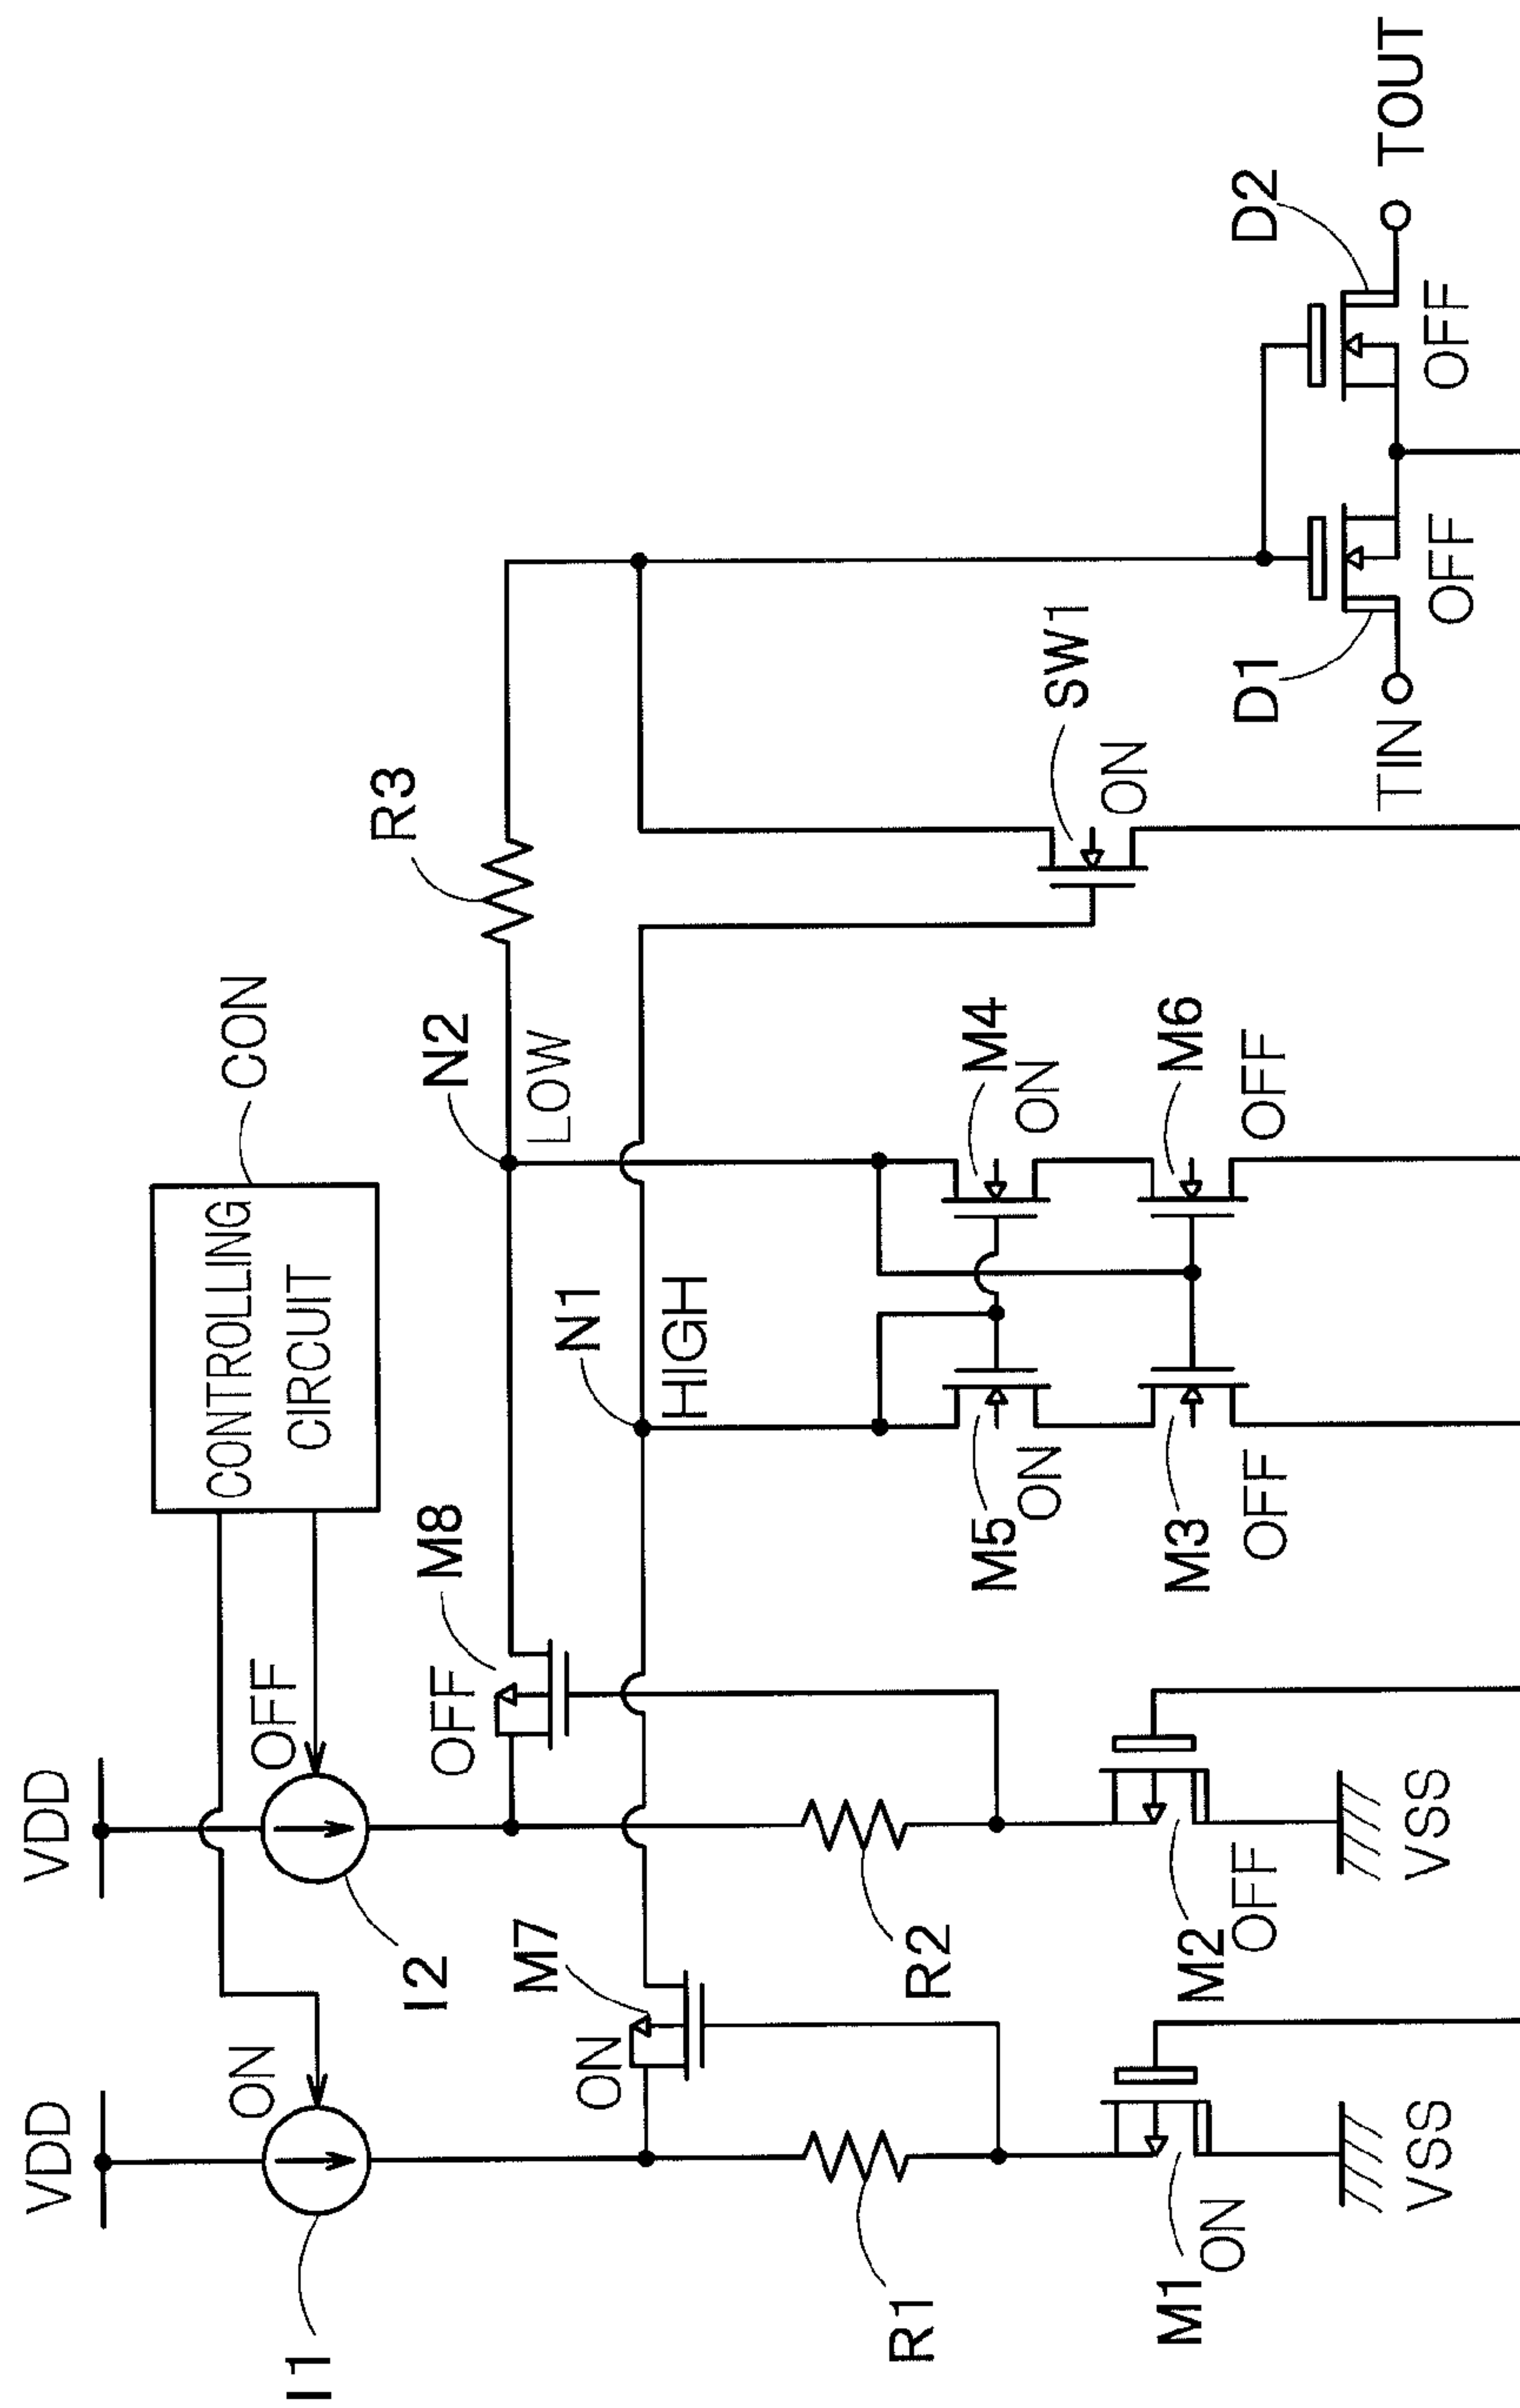 VDD
VDD
CONTROLLING
CIRCUIT
CON
ON
OFF
I1
I2
M7
ON
M8
OFF
N1
HIGH
N2
LOW
R3
R1
R2
M1
ON
M2
OFF
VSS
VSS
M5
ON
M4
ON
M3
OFF
M6
OFF
SW1
ON
D1
D2
TIN
OFF
OFF
TOUT